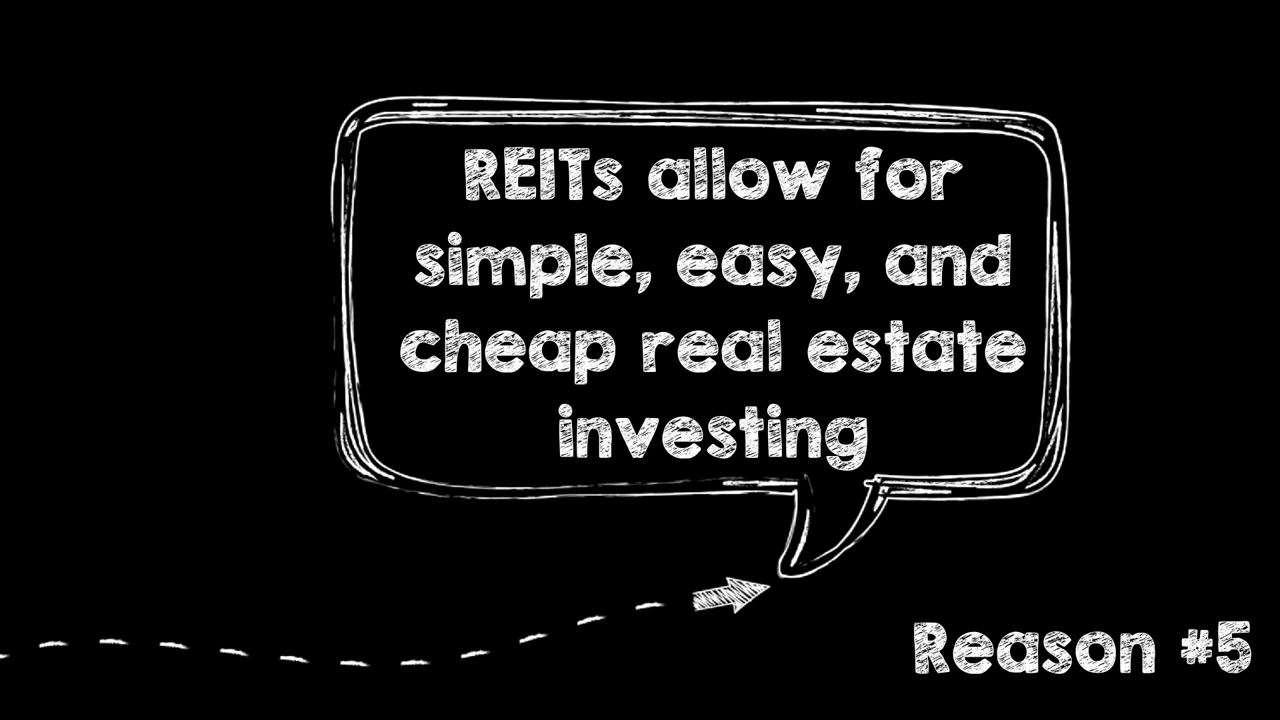 REITs allow for
simple, easy, and
cheap real estate
investing
Reason #5